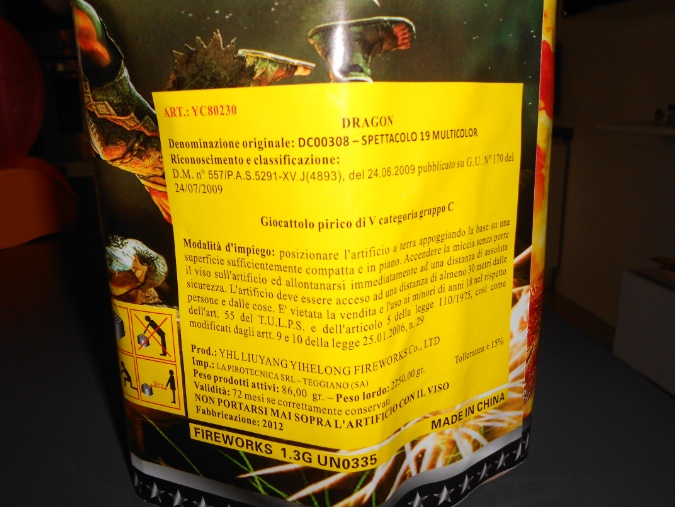 ART.: YC80230
DRAGON
Denominazione originale: DC00308 – SPETTACOLO 19 MULTICOLOR
Riconoscimento e classificazione:
D.M. n° 557/P.A.S.5291-XV.J(4893), del 24.06.2009 pubblicato su G.U. N°170 del
24/07/2009
Giocattolo pirico di V categoria gruppo C
Modalità d'impiego: posizionare l'artificio a terra appoggiando la base su una
superficie sufficientemente compatta e in piano. Accendere la miccia senza porre
il viso sull'artificio ed allontanarsi immediatamente ad una distanza di assoluta
sicurezza. L'artificio deve essere acceso ad una distanza di almeno 30 metri dalle
persone e dalle cose. E' vietata la vendita e l'uso ai minori di anni 18 nel rispetto
dell'art. 55 del T.U.L.P.S. e dell'articolo 5 della legge 110/1975, così come
modificati dagli artt. 9 e 10 della legge 25.01.2006, n. 29
Prod.: YHL LIUYANG YIHELONG FIREWORKS Co., LTD
Imp.: LAPIROTECNICA SRL - TEGGIANO (SA) Tolleranza ± 15%
Peso prodotti attivi: 86,00 gr. – Peso lordo: 2250,00 gr.
Validità: 72 mesi se correttamente conservati
NON PORTARSI MAI SOPRA L'ARTIFICIO CON IL VISO
Fabbricazione: 2012
MADE IN CHINA
FIREWORKS 1.3G UN0335